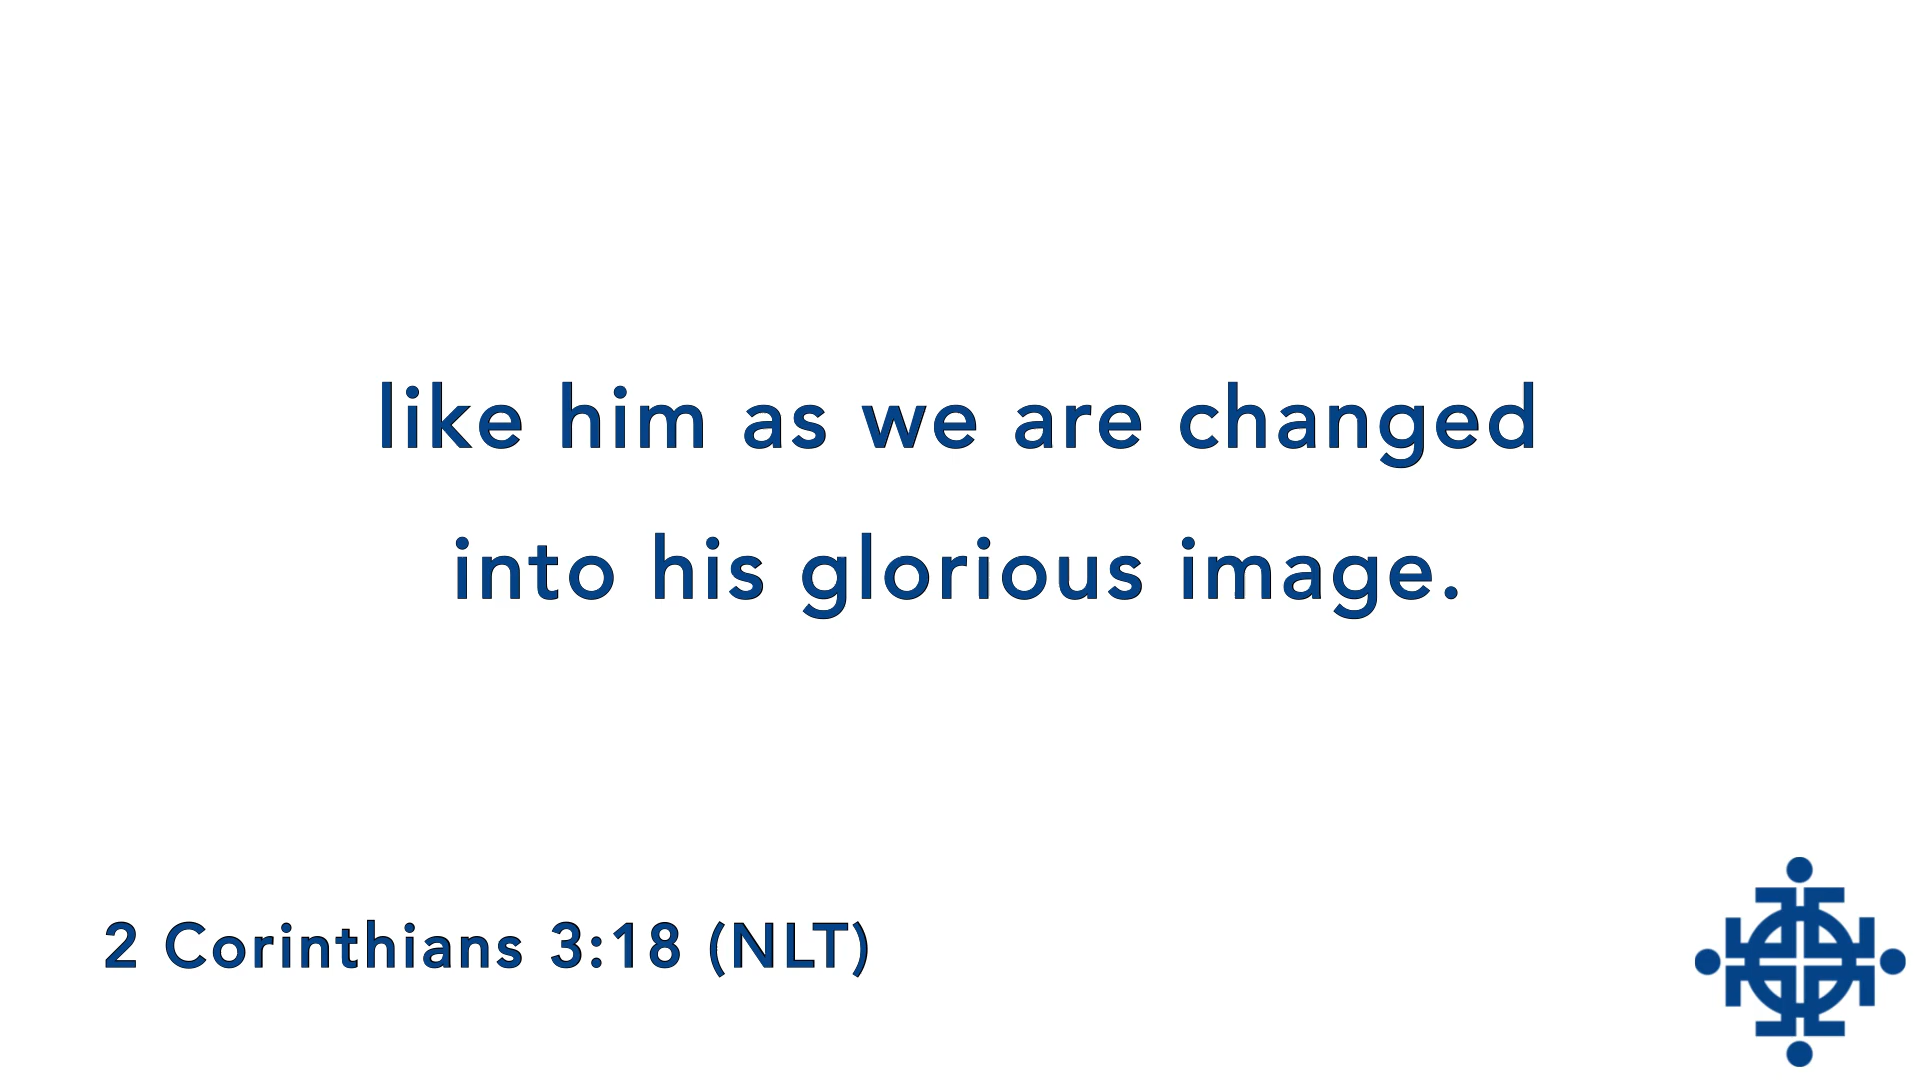 like him as we are changed
into his glorious image.
2 Corinthians 3:18 (NLT)